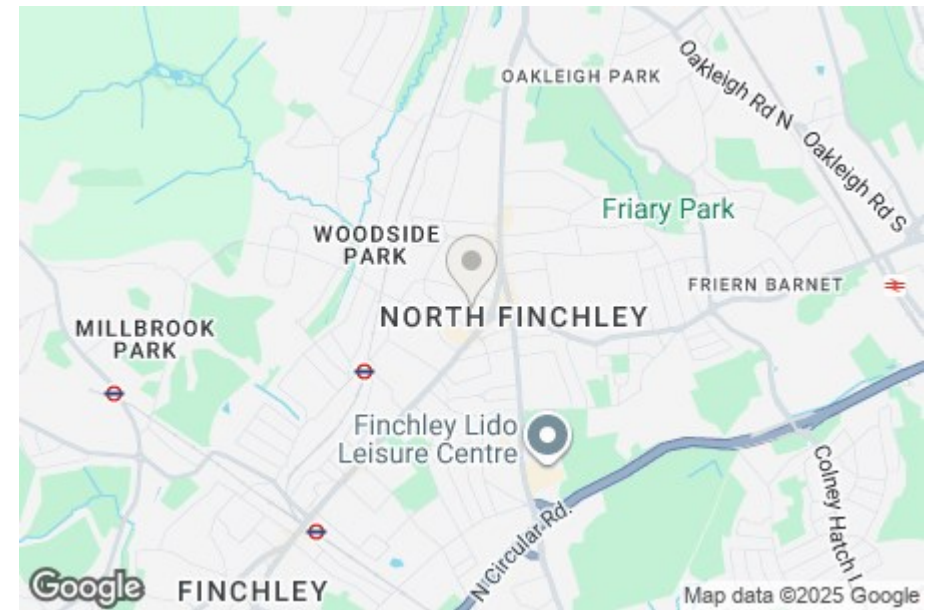 OAKLEIGH PARK
Oakleigh Rd N
Oakleigh Rd S
Friary Park
WOODSIDE
PARK
FRIERN BARNET
NORTH FINCHLEY
MILLBROOK
PARK
Finchley Lido
Leisure Centre
Colney Hatch L
N Circular Rd.
Google
FINCHLEY
Map data ©2025 Google